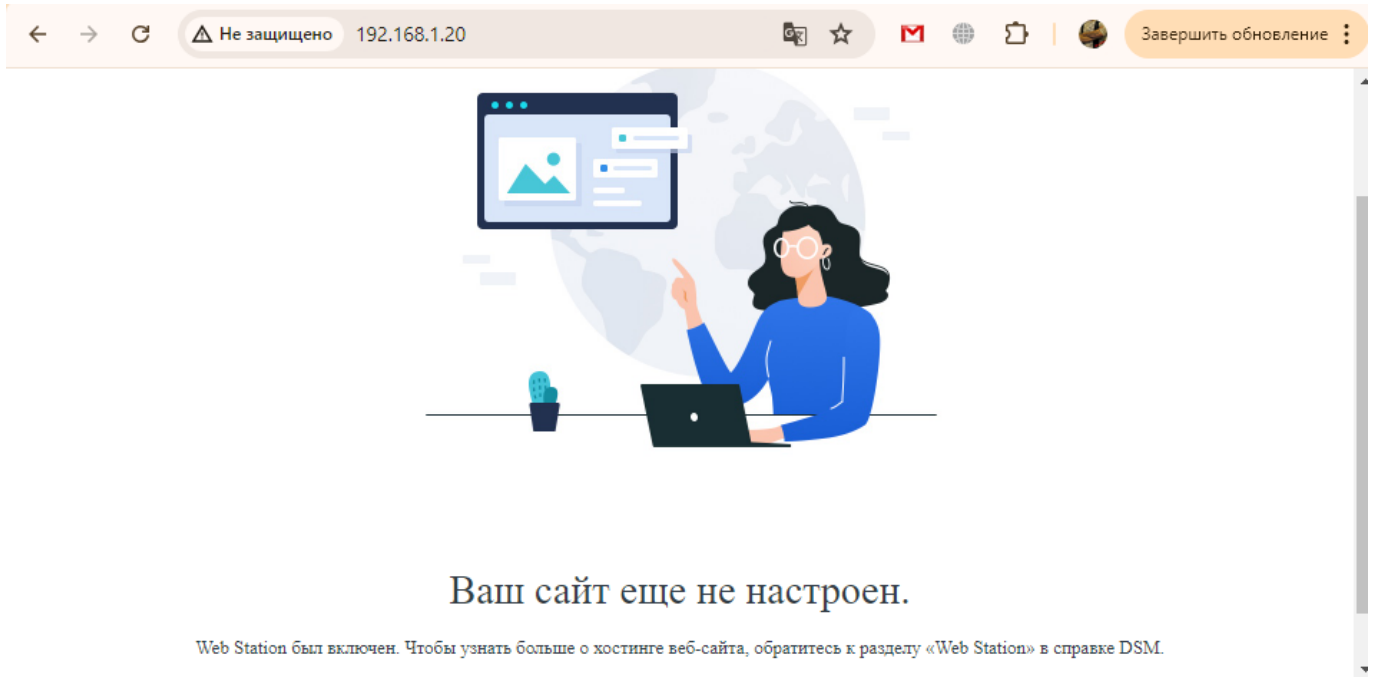 Не защищено 192.168.1.20 Завершить обновление
Ваш сайт еще не настроен.
Web Station был включен. Чтобы узнать больше о хостинге веб-сайта, обратитесь к разделу «Web Station» в справке DSM.